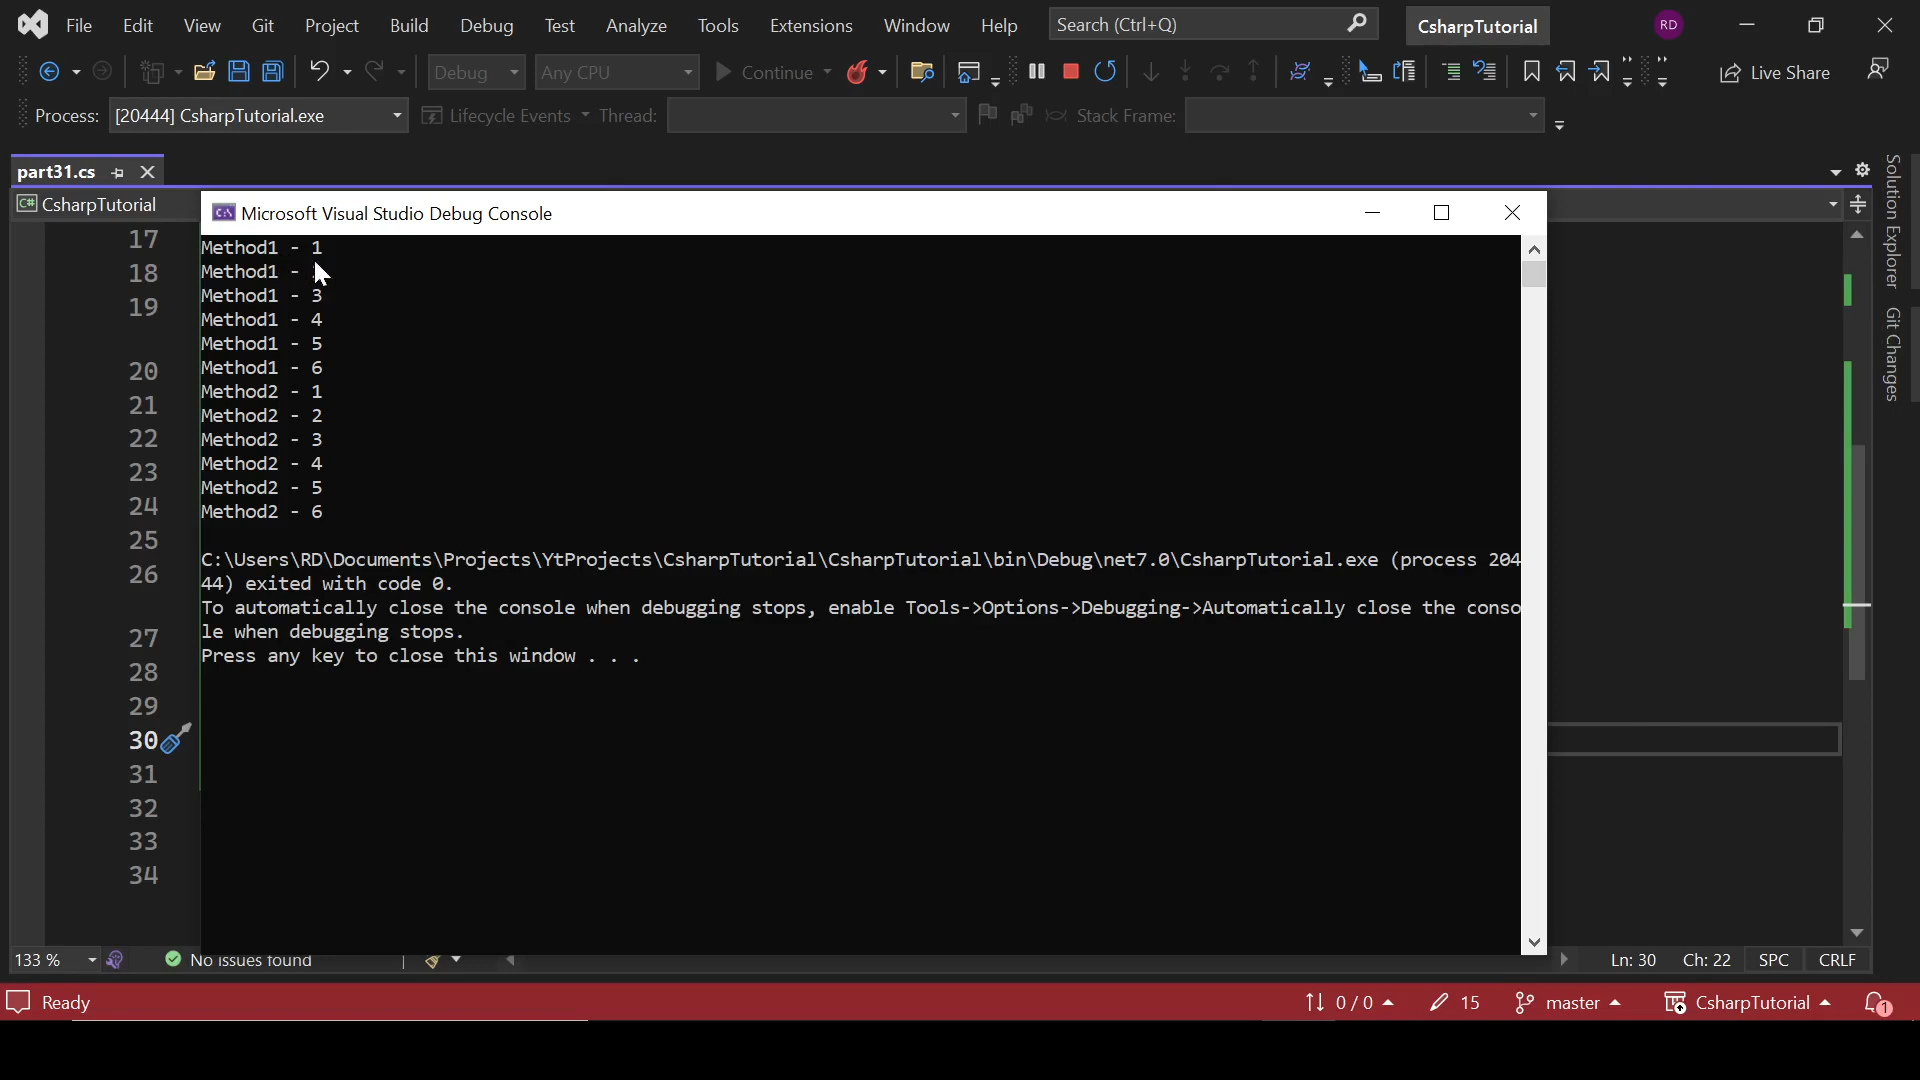 File Edit View Git Project Build Debug Test Analyze Tools Extensions Window Help Search (Ctrl+Q) CsharpTutorial RD
Debug Any CPU Continue Live Share
Process: [20444] CsharpTutorial.exe Lifecycle Events Thread: Stack Frame:
part31.cs
C# CsharpTutorial
Microsoft Visual Studio Debug Console
17
18
19
20
21
22
23
24
25
26
27
28
29
30
31
32
33
34
Method1 - 1
Method1 -
Method1 - 3
Method1 - 4
Method1 - 5
Method1 - 6
Method2 - 1
Method2 - 2
Method2 - 3
Method2 - 4
Method2 - 5
Method2 - 6
C:\Users\RD\Documents\Projects\YtProjects\CsharpTutorial\CsharpTutorial\bin\Debug\net7.0\CsharpTutorial.exe (process 204
44) exited with code 0.
To automatically close the console when debugging stops, enable Tools->Options->Debugging->Automatically close the conso
le when debugging stops.
Press any key to close this window . . .
Solution Explorer
Git Changes
133 % No issues found Ln: 30 Ch: 22 SPC CRLF
Ready 0 / 0 15 master CsharpTutorial 1